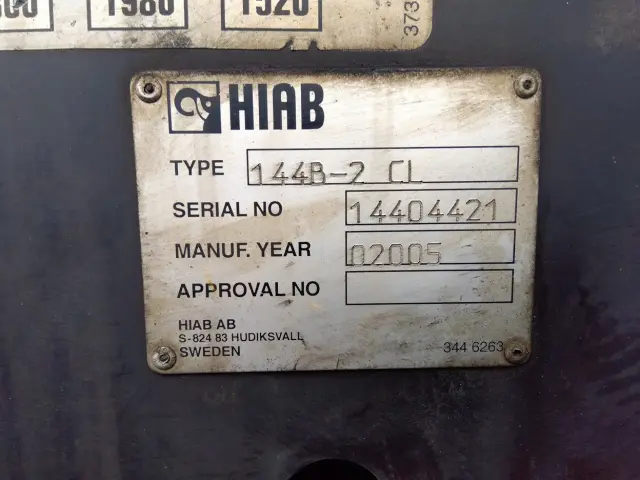 1980 1520
373
HIAB
TYPE 144B-2 CL
SERIAL NO 14404421
MANUF. YEAR 02005
APPROVAL NO
HIAB AB
S-824 83 HUDIKSVALL
SWEDEN 344 6263